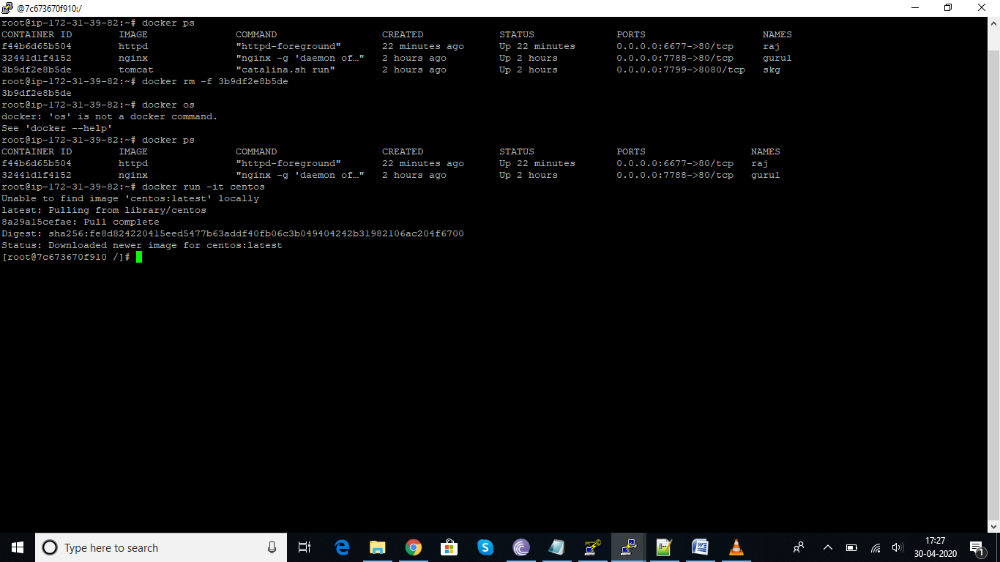 @7c673670f910:/
root@ip-172-31-39-82:~# docker ps
CONTAINER ID        IMAGE               COMMAND                  CREATED             STATUS              PORTS                    NAMES
f44b6d65b504        httpd               "httpd-foreground"       22 minutes ago      Up 22 minutes       0.0.0.0:6677->80/tcp     raj
32441d1f4152        nginx               "nginx -g 'daemon of…"   2 hours ago         Up 2 hours          0.0.0.0:7788->80/tcp     gurul
3b9df2e8b5de        tomcat              "catalina.sh run"        2 hours ago         Up 2 hours          0.0.0.0:7799->8080/tcp   skg
root@ip-172-31-39-82:~# docker rm -f 3b9df2e8b5de
3b9df2e8b5de
root@ip-172-31-39-82:~# docker os
docker: 'os' is not a docker command.
See 'docker --help'
root@ip-172-31-39-82:~# docker ps
CONTAINER ID        IMAGE               COMMAND                  CREATED             STATUS              PORTS                  NAMES
f44b6d65b504        httpd               "httpd-foreground"       22 minutes ago      Up 22 minutes       0.0.0.0:6677->80/tcp   raj
32441d1f4152        nginx               "nginx -g 'daemon of…"   2 hours ago         Up 2 hours          0.0.0.0:7788->80/tcp   gurul
root@ip-172-31-39-82:~# docker run -it centos
Unable to find image 'centos:latest' locally
latest: Pulling from library/centos
8a29a15cefae: Pull complete
Digest: sha256:fe8d824220415eed5477b63addf40fb06c3b049404242b31982106ac204f6700
Status: Downloaded newer image for centos:latest
[root@7c673670f910 /]#
Type here to search
17:27
30-04-2020
1